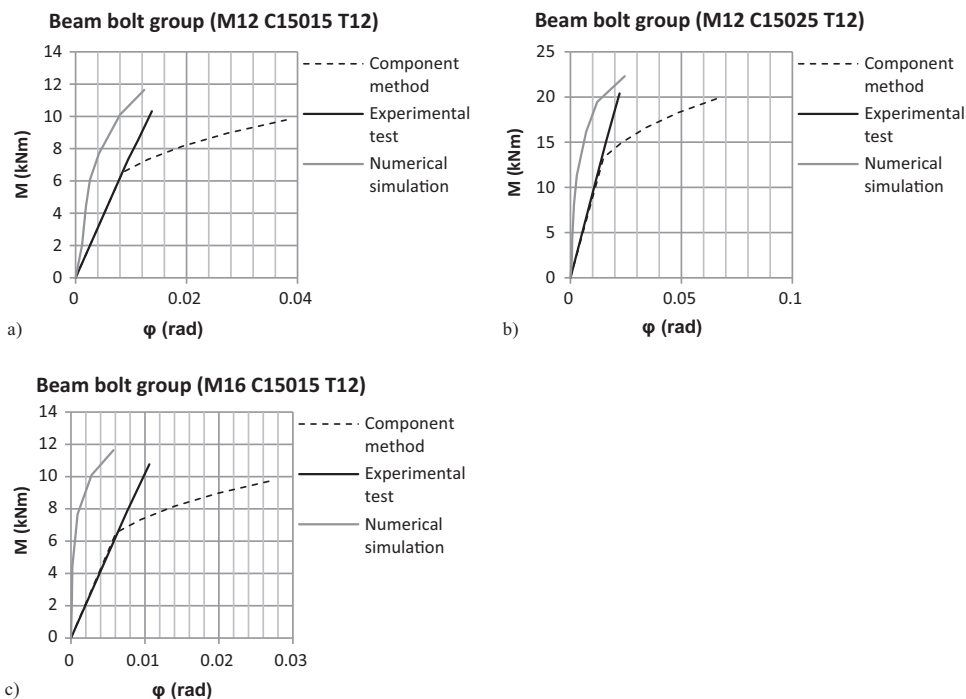 Beam bolt group (M12 C15015 T12)
14
12
10
8
6
4
2
0
M (kNm)
0
0.02
0.04
φ (rad)
Component
method
Experimental
test
Numerical
simulation
a)
Beam bolt group (M12 C15025 T12)
25
20
15
10
5
0
M (kNm)
0
0.05
0.1
φ (rad)
Component
method
Experimental
test
Numerical
simulation
b)
Beam bolt group (M16 C15015 T12)
14
12
10
8
6
4
2
0
M (kNm)
0
0.01
0.02
0.03
φ (rad)
Component
method
Experimental
test
Numerical
simulation
c)